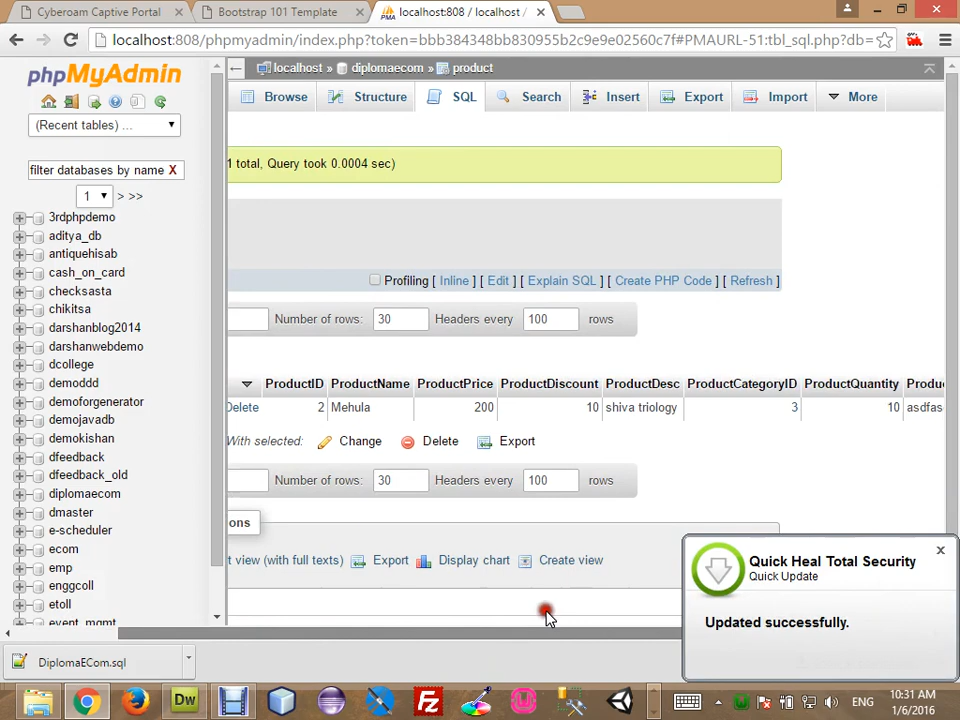 Cyberoam Captive Portal
Bootstrap 101 Template
localhost:808 / localhost /
localhost:808/phpmyadmin/index.php?token=bbb384348bb830955b2c9e9e02560c7f#PMAURL-51:tbl_sql.php?db=
phpMyAdmin
localhost » diplomaecom » product
Browse Structure SQL Search Insert Export Import More
(Recent tables) ...
filter databases by name X
1 > >>
3rdphpdemo
aditya_db
antiquehisab
cash_on_card
checksasta
chikitsa
darshanblog2014
darshanwebdemo
dcollege
demoddd
demoforgenerator
demojavadb
demokishan
dfeedback
dfeedback_old
diplomaecom
dmaster
e-scheduler
ecom
emp
enggcoll
etoll
event_mgmt
1 total, Query took 0.0004 sec)
Profiling [ Inline ] [ Edit ] [ Explain SQL ] [ Create PHP Code ] [ Refresh ]
Number of rows: 30 Headers every 100 rows
ProductID ProductName ProductPrice ProductDiscount ProductDesc ProductCategoryID ProductQuantity Produ
Delete 2 Mehula 200 10 shiva triology 3 10 asdfas
With selected: Change Delete Export
Number of rows: 30 Headers every 100 rows
ons
t view (with full texts) Export Display chart Create view
Quick Heal Total Security
Quick Update
Updated successfully.
DiplomaECom.sql
Dw
ENG
10:31 AM
1/6/2016